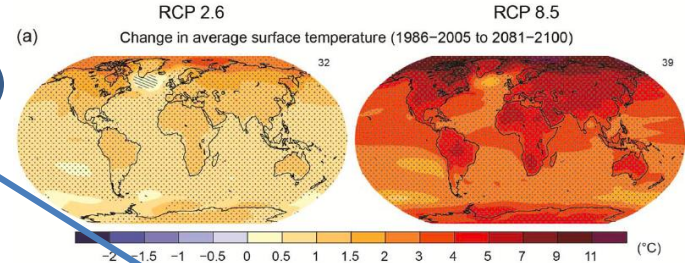 RCP 2.6 RCP 8.5
(a) Change in average surface temperature (1986−2005 to 2081−2100)
32 39
−2 −1.5 −1 −0.5 0 0.5 1 1.5 2 3 4 5 7 9 11 (°C)